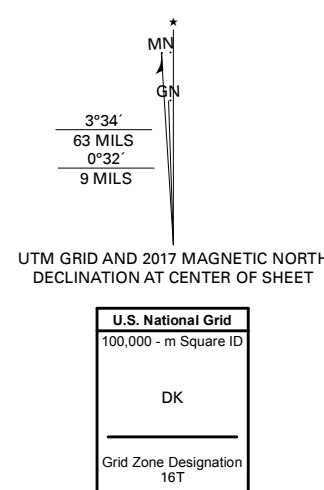 MN
GN
3°34´
63 MILS
0°32´
9 MILS
UTM GRID AND 2017 MAGNETIC NORTH
DECLINATION AT CENTER OF SHEET
U.S. National Grid
100,000 - m Square ID
DK
Grid Zone Designation
16T